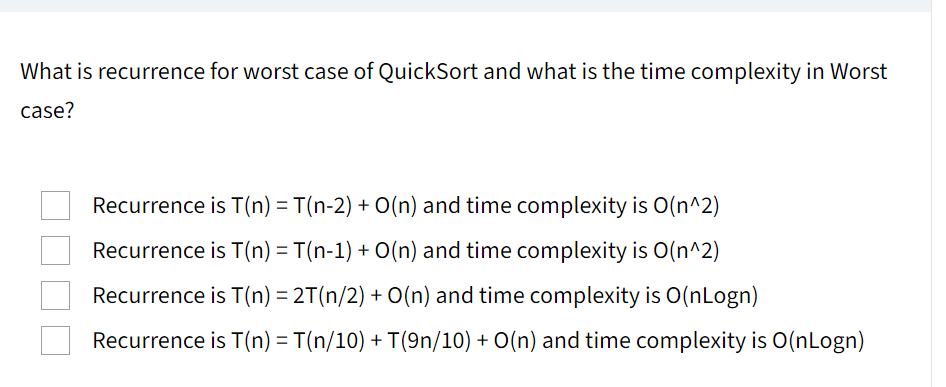 What is recurrence for worst case of QuickSort and what is the time complexity in Worst
case?
Recurrence is T(n) = T(n-2) + O(n) and time complexity is O(n^2)
Recurrence is T(n) = T(n-1) + O(n) and time complexity is O(n^2)
Recurrence is T(n) = 2T(n/2) + O(n) and time complexity is O(nLogn)
Recurrence is T(n) = T(n/10) + T(9n/10) + O(n) and time complexity is O(nLogn)